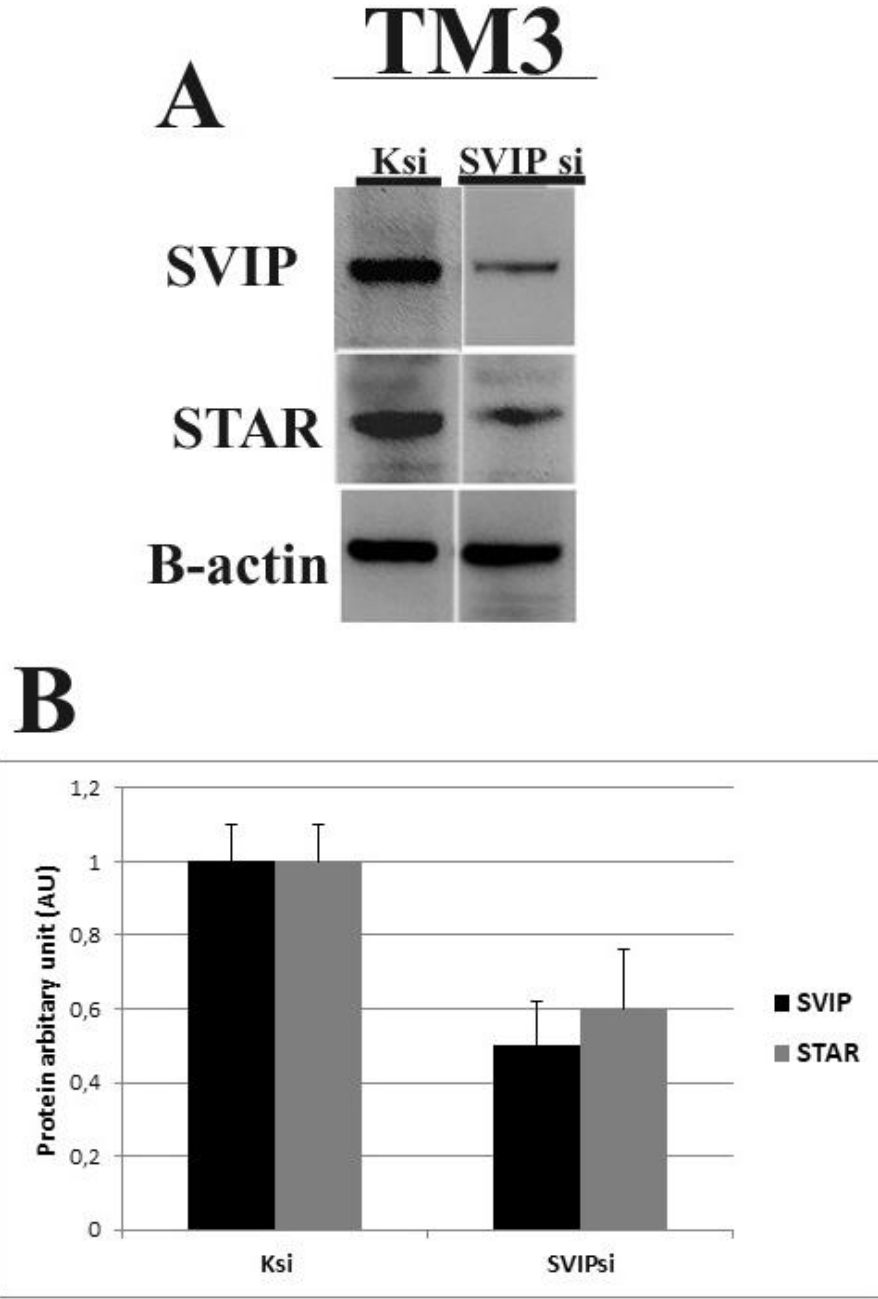 TM3
A
Ksi SVIP si
SVIP
STAR
B-actin
B
1,2
1
0,8
0,6
0,4
0,2
0
Protein arbitary unit (AU)
Ksi SVIPsi
SVIP
STAR